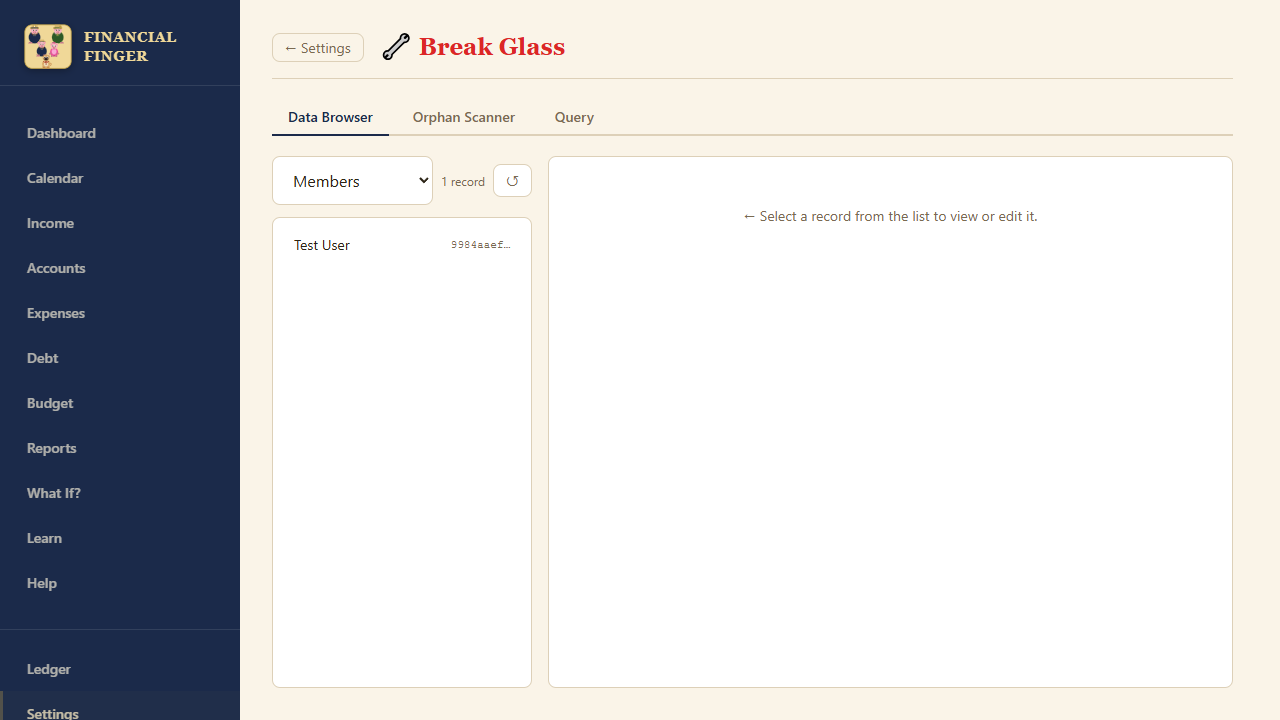 FINANCIAL
FINGER
Dashboard
Calendar
Income
Accounts
Expenses
Debt
Budget
Reports
What If?
Learn
Help
Ledger
Settings
← Settings
Break Glass
Data Browser
Orphan Scanner
Query
Members
1 record
↺
Test User
9984aaef…
← Select a record from the list to view or edit it.